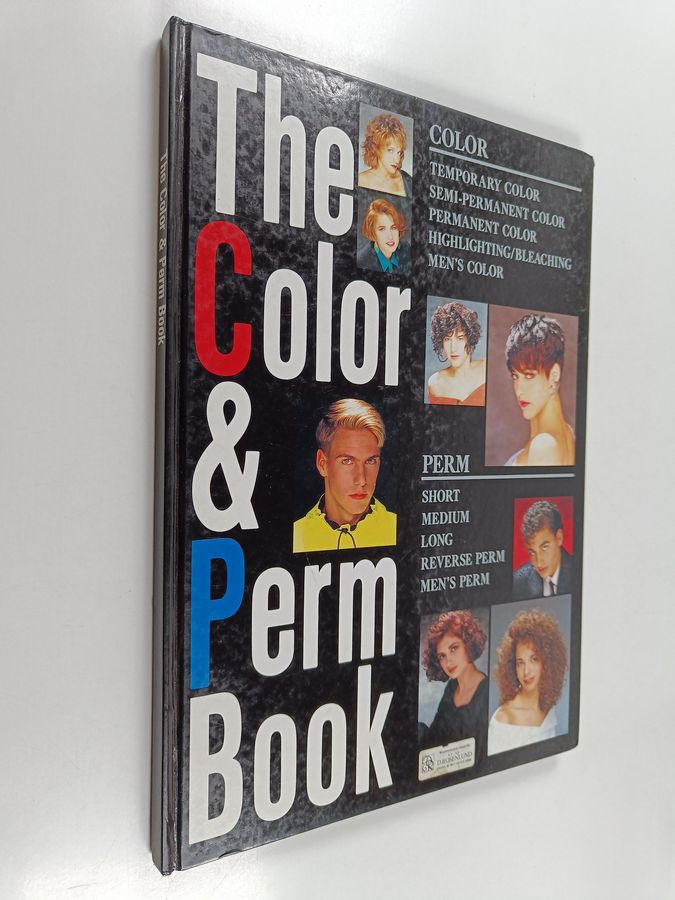 The Color & Perm Book
The
Color
&
Perm
Book
COLOR
TEMPORARY COLOR
SEMI-PERMANENT COLOR
PERMANENT COLOR
HIGHLIGHTING/BLEACHING
MEN'S COLOR
PERM
SHORT
MEDIUM
LONG
REVERSE PERM
MEN'S PERM
D.ROSENLUND